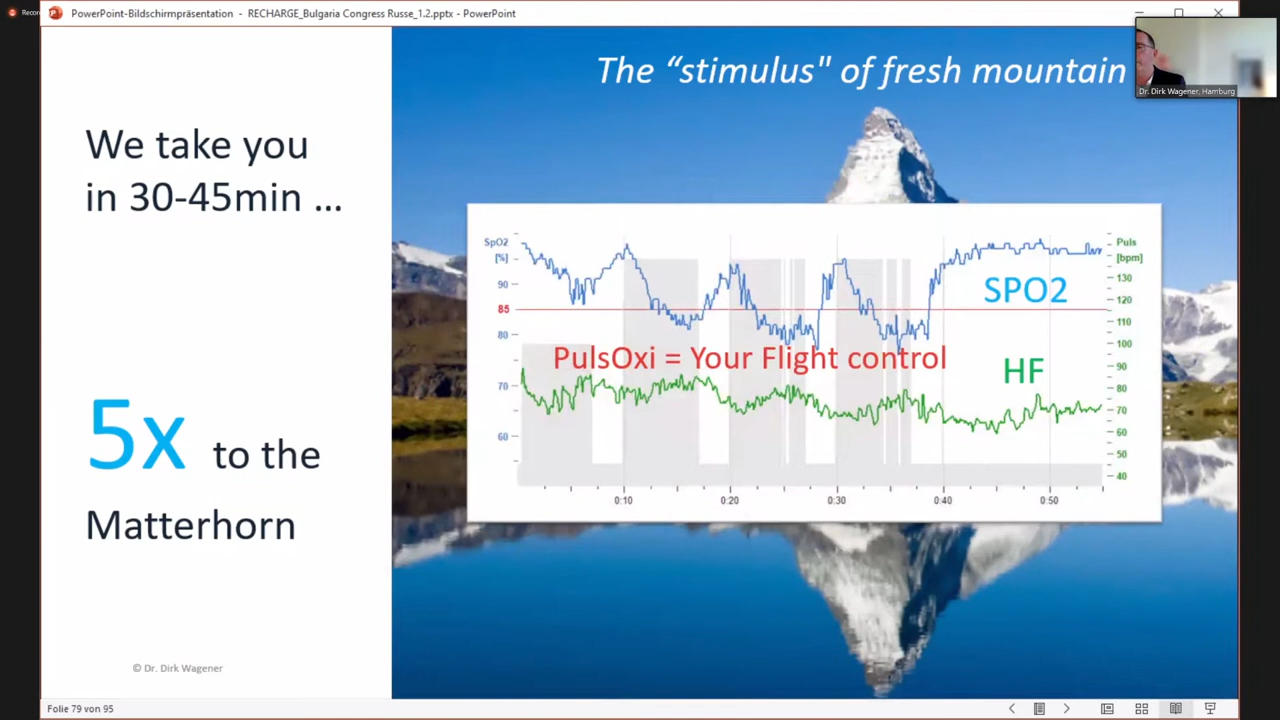 Recor
PowerPoint-Bildschirmpräsentation - RECHARGE_Bulgaria Congress Russe_1.2.pptx - PowerPoint
The “stimulus" of fresh mountain
Dr. Dirk Wagener, Hamburg
We take you
in 30-45min ...
5x to the
Matterhorn
© Dr. Dirk Wagener
SpO2
[%]
90
85
80
70
60
Puls
[bpm]
130
120
110
100
90
80
70
60
50
40
SPO2
PulsOxi = Your Flight control
HF
0:10 0:20 0:30 0:40 0:50
Folie 79 von 95